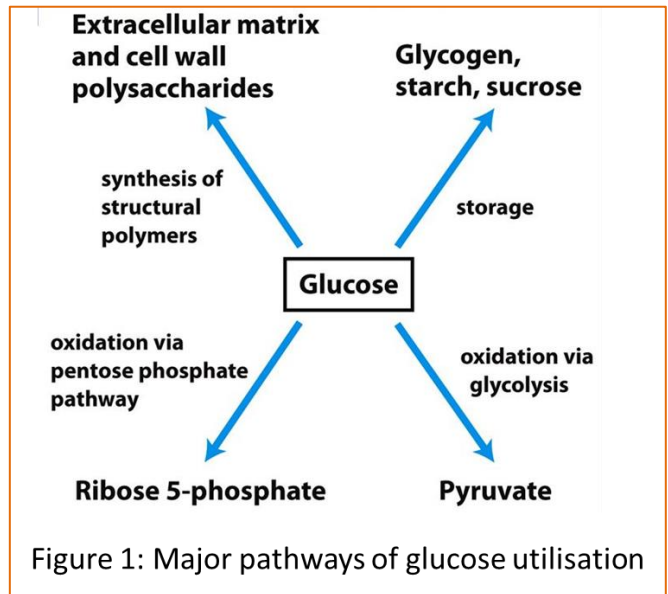 Extracellular matrix
and cell wall
polysaccharides
Glycogen,
starch, sucrose
synthesis of
structural
polymers
storage
Glucose
oxidation via
pentose phosphate
pathway
oxidation via
glycolysis
Ribose 5-phosphate
Pyruvate
Figure 1: Major pathways of glucose utilisation